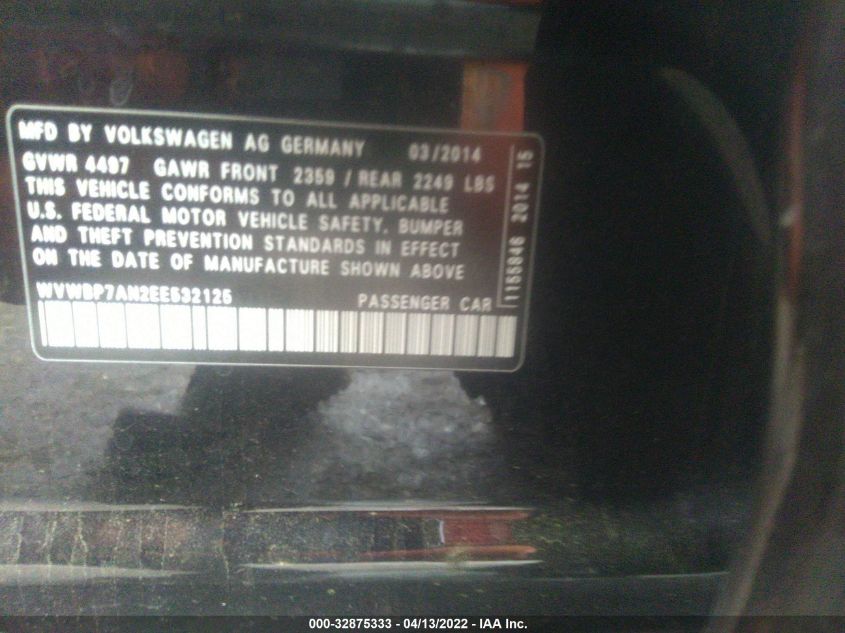 MFD BY VOLKSWAGEN AG GERMANY 03/2014
GVWR 4497 GAWR FRONT 2359 / REAR 2249 LBS
THIS VEHICLE CONFORMS TO ALL APPLICABLE
U.S. FEDERAL MOTOR VEHICLE SAFETY, BUMPER
AND THEFT PREVENTION STANDARDS IN EFFECT
ON THE DATE OF MANUFACTURE SHOWN ABOVE
WVWBP7AN2EE532125 PASSENGER CAR
1155846 2014 15
000-32875333 - 04/13/2022 - IAA Inc.